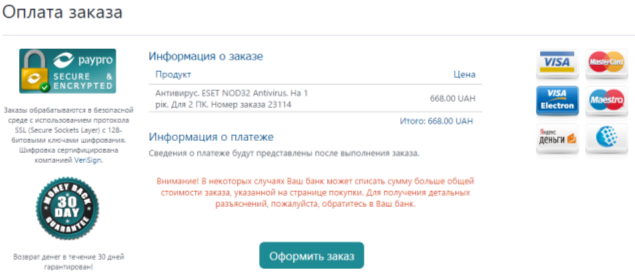 Оплата заказа
paypro
SECURE &
ENCRYPTED
Заказы обрабатываются в безопасной
среде с использованием протокола
SSL (Secure Sockets Layer) с 128-
битовыми ключами шифрования.
Шифровка сертифицирована
компанией VeriSign.
MONEY BACK
30
DAY
GUARANTEE
Возврат денег в течение 30 дней
гарантирован!
Информация о заказе
Продукт Цена
Антивирус. ESET NOD32 Antivirus. На 1
рік. Для 2 ПК. Номер заказа 23114
668.00 UAH
Итого: 668.00 UAH
Информация о платеже
Сведения о платеже будут представлены после выполнения заказа.
Внимание! В некоторых случаях Ваш банк может списать сумму больше общей
стоимости заказа, указанной на странице покупки. Для получения детальных
разъяснений, пожалуйста, обратитесь в Ваш банк.
Оформить заказ
VISA
MasterCard
VISA
Electron
Maestro
Яндекс
деньги